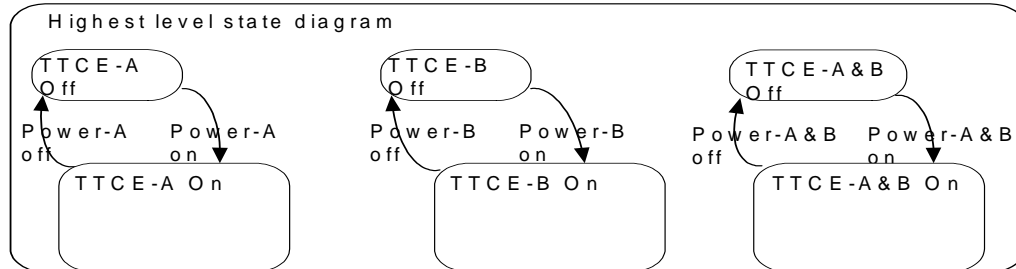 Highest level state diagram
TTCE-A
Off
TTCE-B
Off
TTCE-A&B
Off
Power-A
off
Power-A
on
Power-B
off
Power-B
on
Power-A&B
off
Power-A&B
on
TTCE-A On
TTCE-B On
TTCE-A&B On